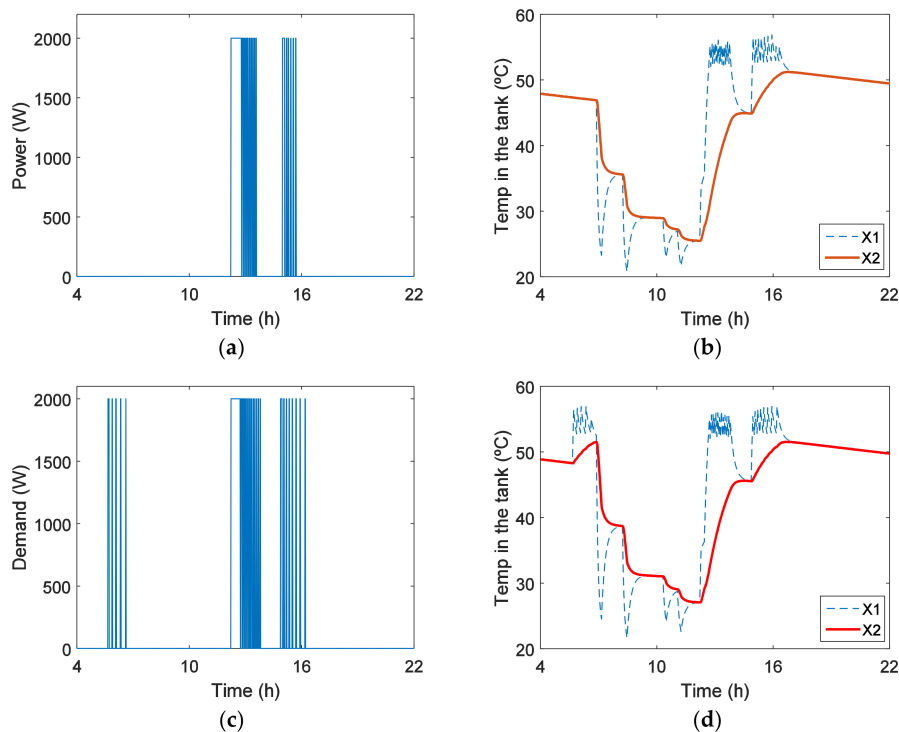 2000
1500
1000
500
0
Power (W)
4
10
16
22
Time (h)
(a)
60
50
40
30
20
Temp in the tank (ºC)
X1
X2
4
10
16
22
Time (h)
(b)
2000
1500
1000
500
0
Demand (W)
4
10
16
22
Time (h)
(c)
60
50
40
30
20
Temp in the tank (ºC)
X1
X2
4
10
16
22
Time (h)
(d)